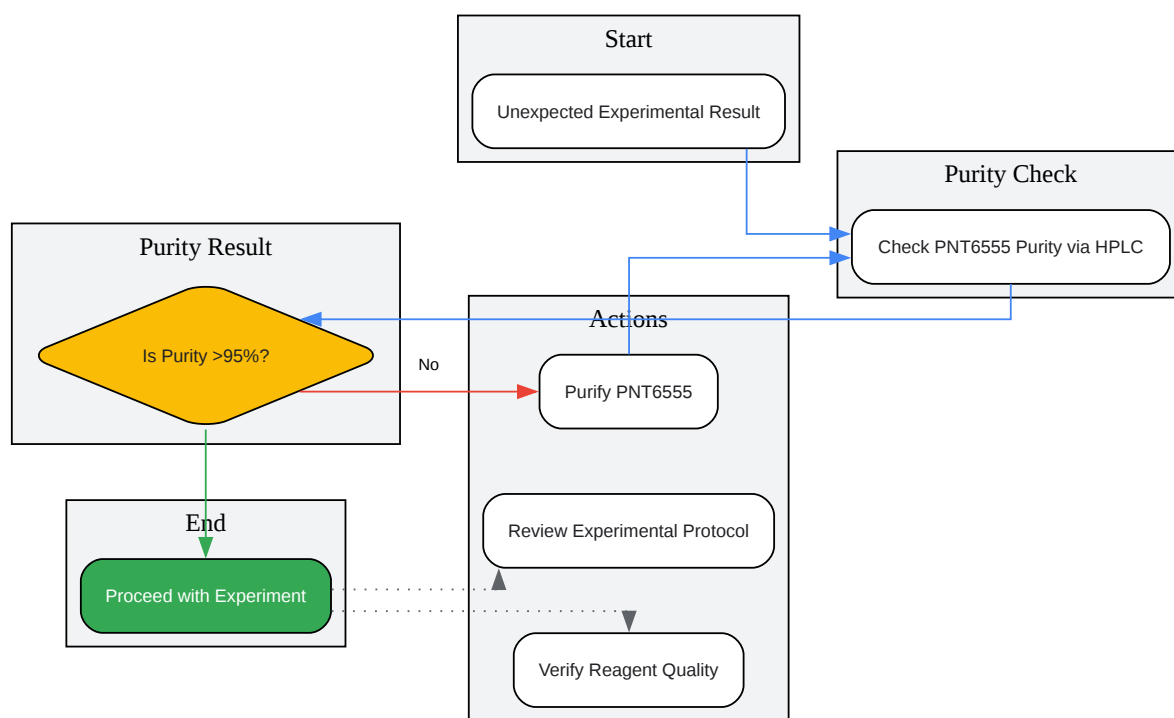 Start
Unexpected Experimental Result
Purity Check
Check PNT6555 Purity via HPLC
Purity Result
Is Purity >95%?
No
Actions
Purify PNT6555
Review Experimental Protocol
Verify Reagent Quality
End
Proceed with Experiment